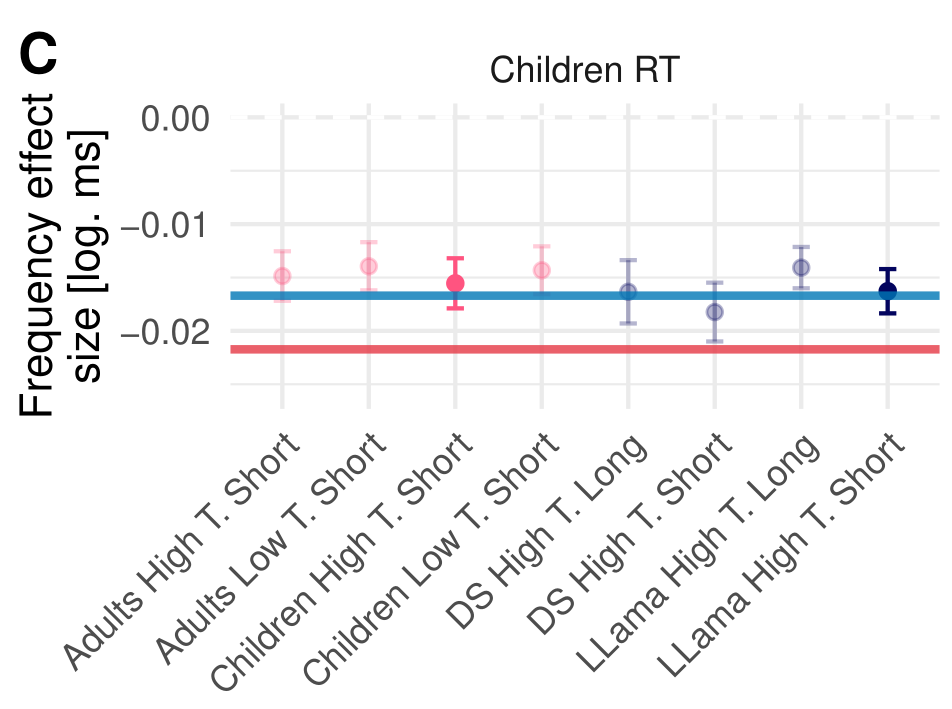 C
Children RT
Frequency effect
size [log. ms]
0.00
−0.01
−0.02
Adults High T. Short
Adults Low T. Short
Children High T. Short
Children Low T. Short
DS High T. Long
DS High T. Short
LLama High T. Long
LLama High T. Short